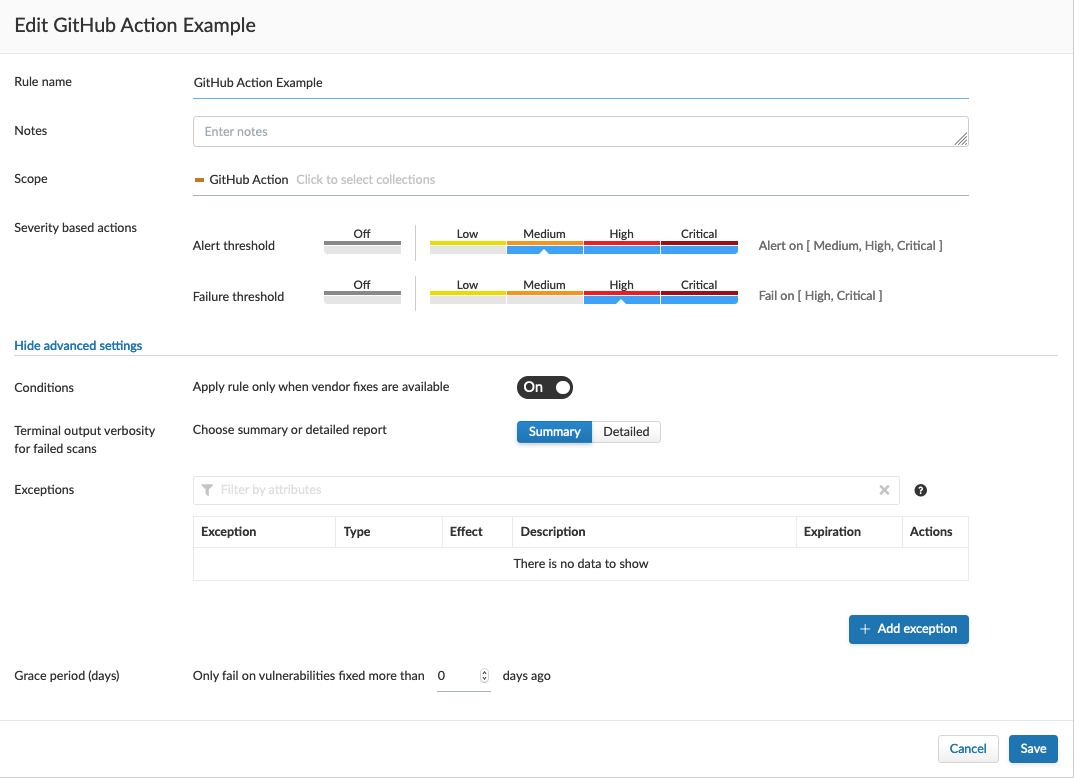 Edit GitHub Action Example
Rule name
GitHub Action Example
Notes
Enter notes
Scope
GitHub Action Click to select collections
Severity based actions
Alert threshold
Off Low Medium High Critical
Alert on [ Medium, High, Critical ]
Failure threshold
Off Low Medium High Critical
Fail on [ High, Critical ]
Hide advanced settings
Conditions
Apply rule only when vendor fixes are available
On
Terminal output verbosity
for failed scans
Choose summary or detailed report
Summary Detailed
Exceptions
Filter by attributes
Exception Type Effect Description Expiration Actions
There is no data to show
+ Add exception
Grace period (days)
Only fail on vulnerabilities fixed more than 0 days ago
Cancel Save